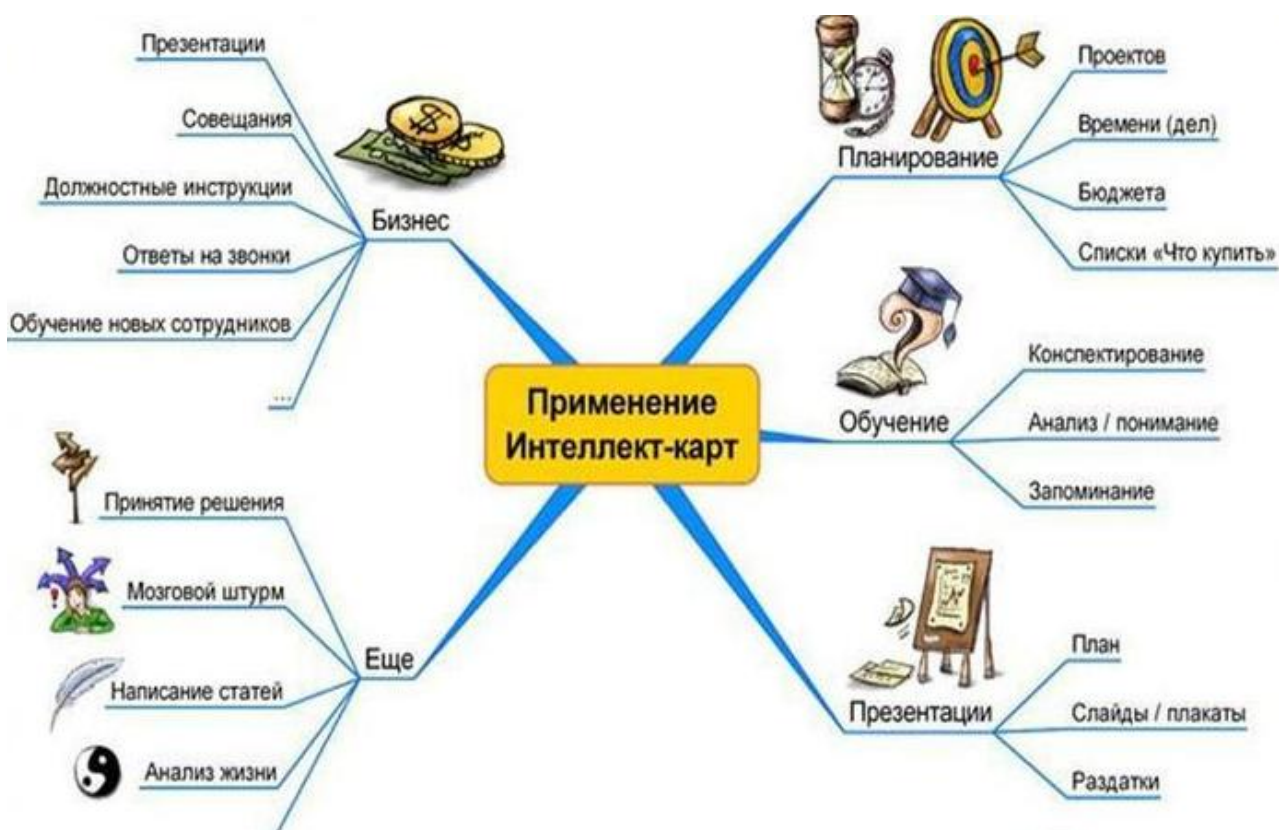 Применение
Интеллект-карт
Планирование
Проектов
Времени (дел)
Бюджета
Списки «Что купить»
Обучение
Конспектирование
Анализ / понимание
Запоминание
Презентации
План
Слайды / плакаты
Раздатки
Бизнес
Презентации
Совещания
Должностные инструкции
Ответы на звонки
Обучение новых сотрудников
...
Еще
Принятие решения
Мозговой штурм
Написание статей
Анализ жизни